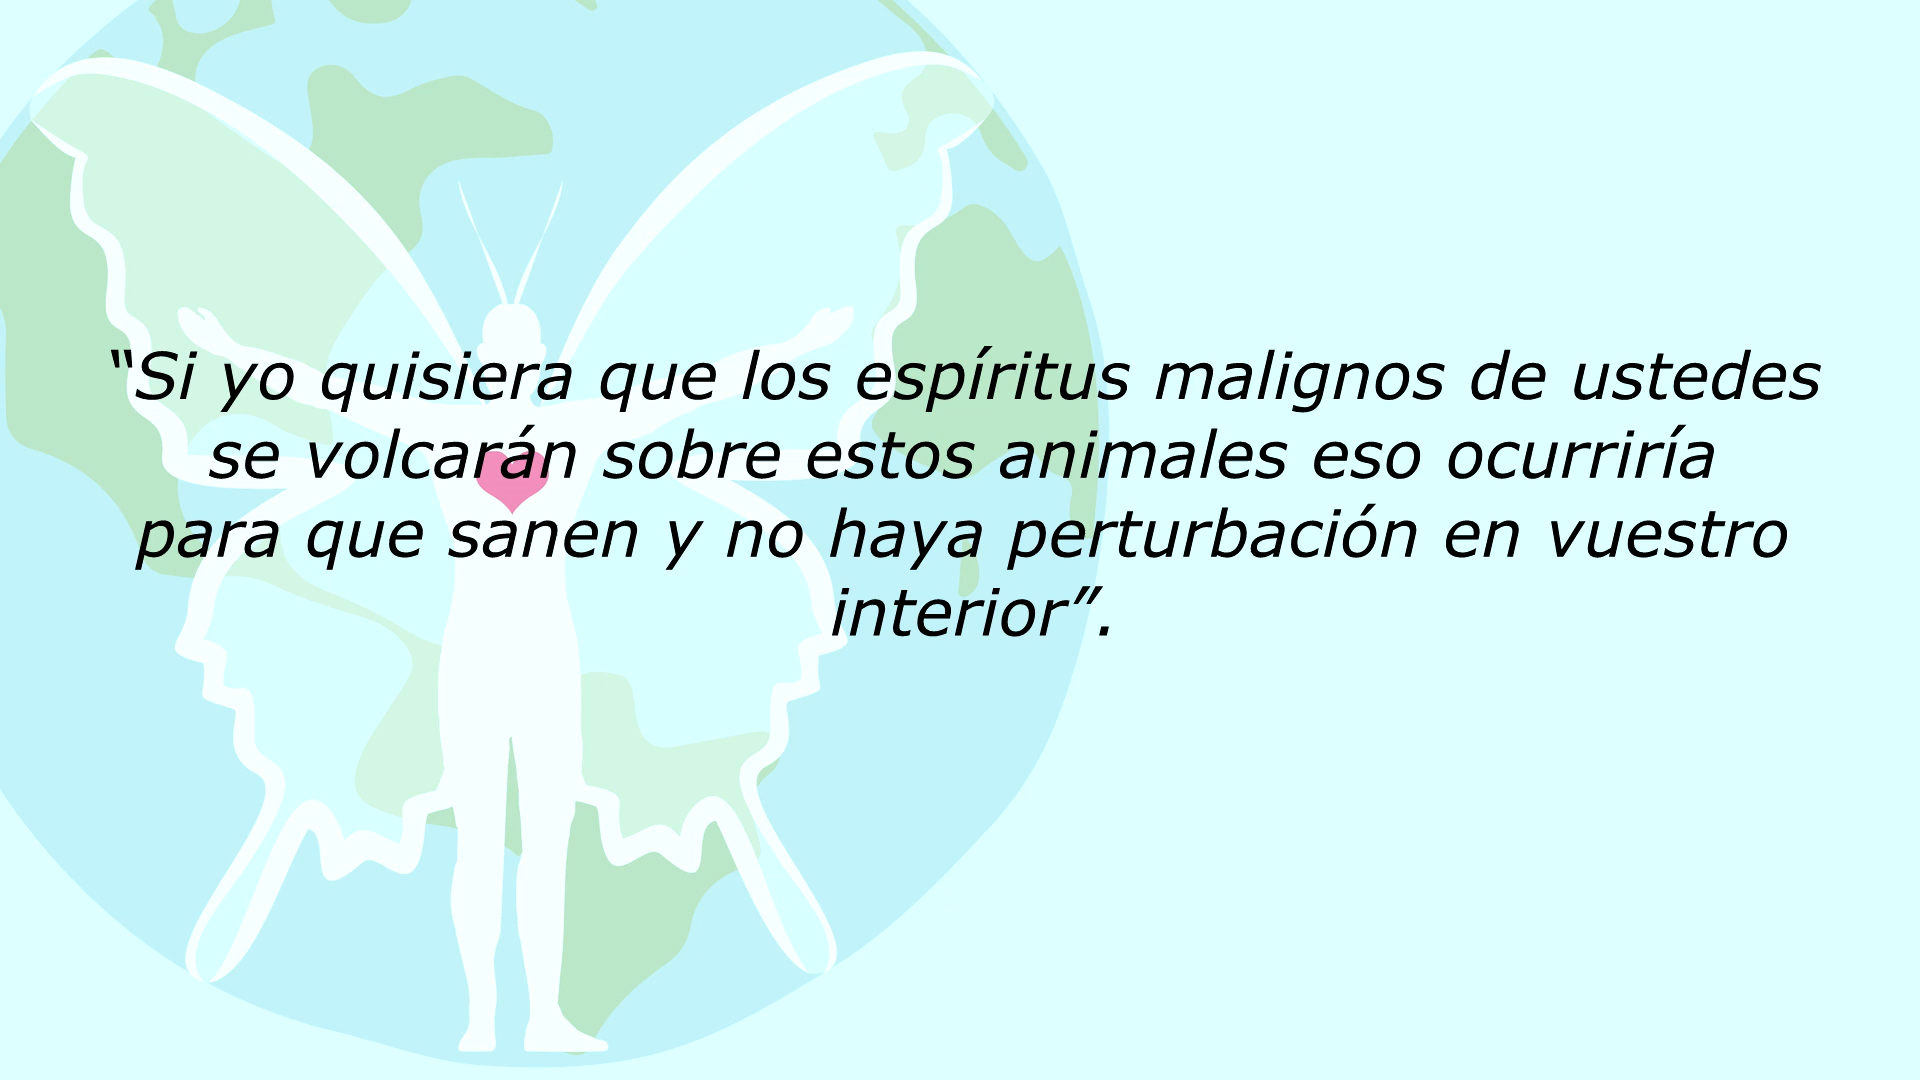 “Si yo quisiera que los espíritus malignos de ustedes
se volcarán sobre estos animales eso ocurriría
para que sanen y no haya perturbación en vuestro
interior”.